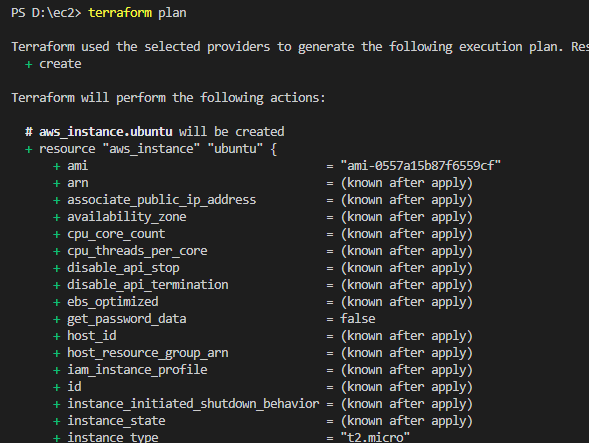 PS D:\ec2> terraform plan
Terraform used the selected providers to generate the following execution plan. Res
+ create
Terraform will perform the following actions:
# aws_instance.ubuntu will be created
+ resource "aws_instance" "ubuntu" {
+ ami = "ami-0557a15b87f6559cf"
+ arn = (known after apply)
+ associate_public_ip_address = (known after apply)
+ availability_zone = (known after apply)
+ cpu_core_count = (known after apply)
+ cpu_threads_per_core = (known after apply)
+ disable_api_stop = (known after apply)
+ disable_api_termination = (known after apply)
+ ebs_optimized = (known after apply)
+ get_password_data = false
+ host_id = (known after apply)
+ host_resource_group_arn = (known after apply)
+ iam_instance_profile = (known after apply)
+ id = (known after apply)
+ instance_initiated_shutdown_behavior = (known after apply)
+ instance_state = (known after apply)
+ instance_type = "t2.micro"